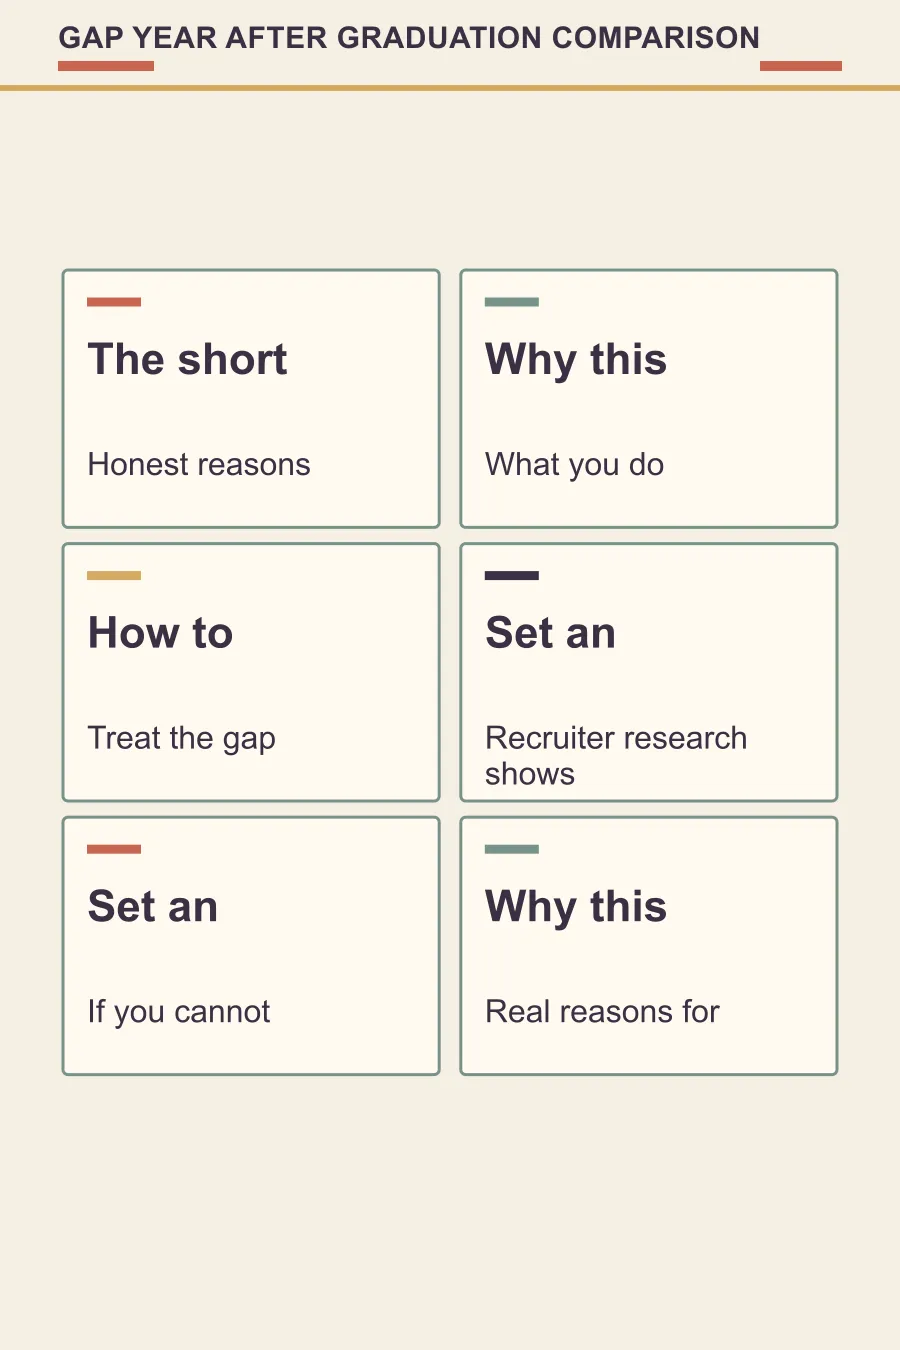 GAP YEAR AFTER GRADUATION COMPARISON
The short
Honest reasons
Why this
What you do
How to
Treat the gap
Set an
Recruiter research
shows
Set an
If you cannot
Why this
Real reasons for